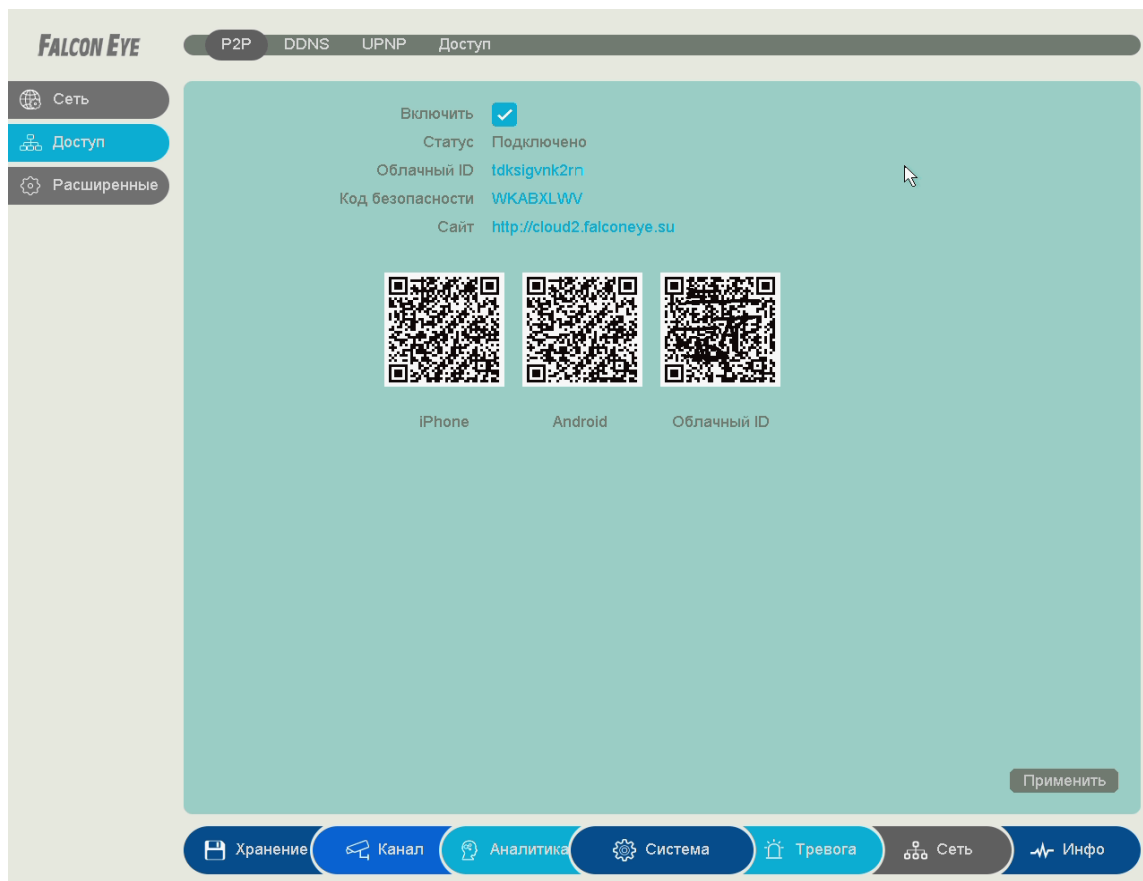 FALCON EYE
P2P DDNS UPNP Доступ
Сеть
Доступ
Расширенные
Включить
Статус Подключено
Облачный ID tdksigvnk2rn
Код безопасности WKABXLWV
Сайт http://cloud2.falconeye.su
iPhone Android Облачный ID
Применить
Хранение Канал Аналитика Система Тревога Сеть Инфо